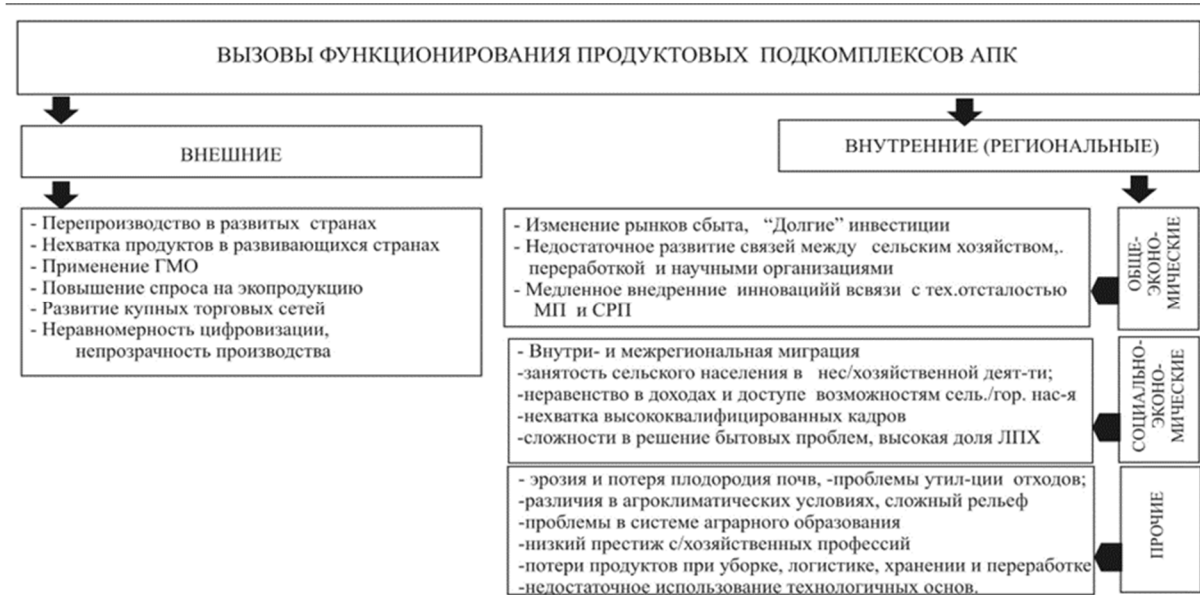 ВЫЗОВЫ ФУНКЦИОНИРОВАНИЯ ПРОДУКТОВЫХ ПОДКОМПЛЕКСОВ АПК
ВНЕШНИЕ
- Перепроизводство в развитых странах
- Нехватка продуктов в развивающихся странах
- Применение ГМО
- Повышение спроса на экопродукцию
- Развитие купных торговых сетей
- Неравномерность цифровизации,
непрозрачность производства
ВНУТРЕННИЕ (РЕГИОНАЛЬНЫЕ)
ОБЩЕ-
ЭКОНО-
МИЧЕСКИЕ
- Изменение рынков сбыта, “Долгие” инвестиции
- Недостаточное развитие связей между сельским хозяйством,.
переработкой и научными организациями
- Медленное внедренние инновациийй всвязи с тех.отсталостью
МП и СРП
СОЦИАЛЬНО-
ЭКОНО-
МИЧЕСКИЕ
- Внутри- и межрегиональная миграция
-занятость сельского населения в нес/хозяйственной деят-ти;
-неравенство в доходах и доступе возможностям сель./гор. нас-я
-нехватка высококвалифицированных кадров
-сложности в решение бытовых проблем, высокая доля ЛПХ
ПРОЧИЕ
- эрозия и потеря плодородия почв, -проблемы утил-ции отходов;
-различия в агроклиматических условиях, сложный рельеф
-проблемы в системе аграрного образования
-низкий престиж с/хозяйственных профессий
-потери продуктов при уборке, логистике, хранении и переработке
-недостаточное использование технологичных основ.